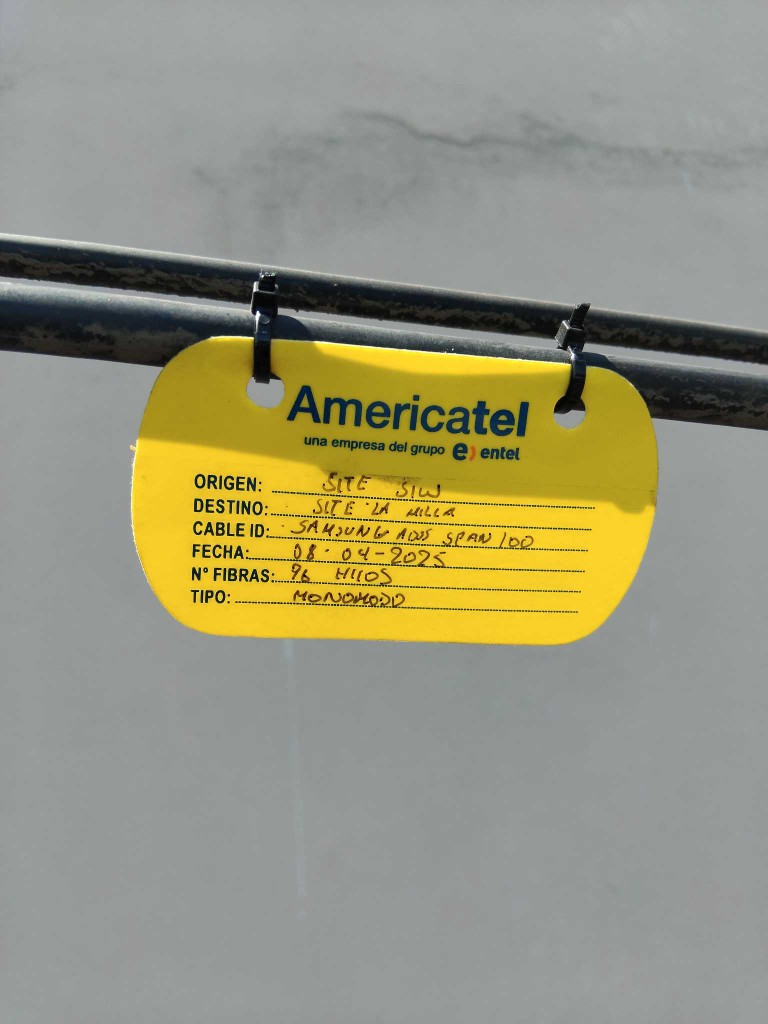 Americatel
una empresa del grupo entel
ORIGEN: SITE SIW
DESTINO: SITE LA MILLA
CABLE ID: SAMSUNG ADSS SPAN 100
FECHA: 08-04-2025
N° FIBRAS: 96 HILOS
TIPO: MONOMODO